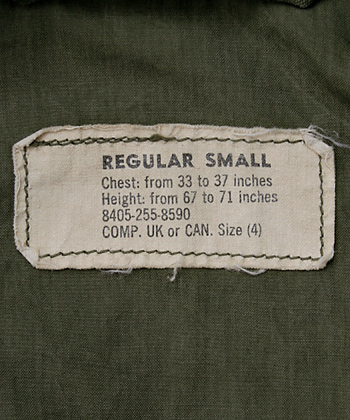 REGULAR SMALL
Chest: from 33 to 37 inches
Height: from 67 to 71 inches
8405-255-8590
COMP. UK or CAN. Size (4)